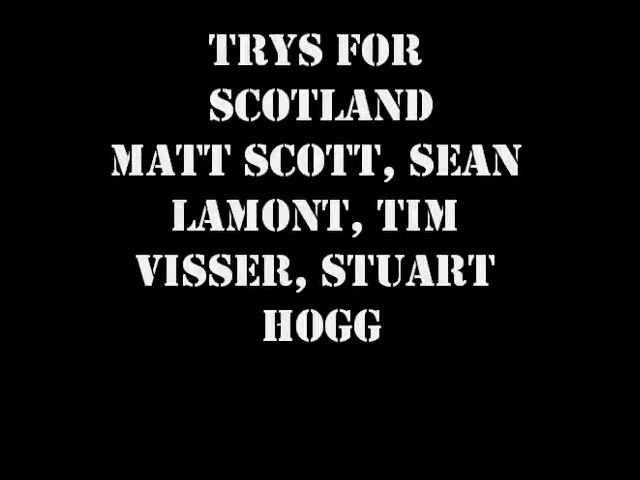 TRYS FOR
SCOTLAND
MATT SCOTT, SEAN
LAMONT, TIM
VISSER, STUART
HOGG